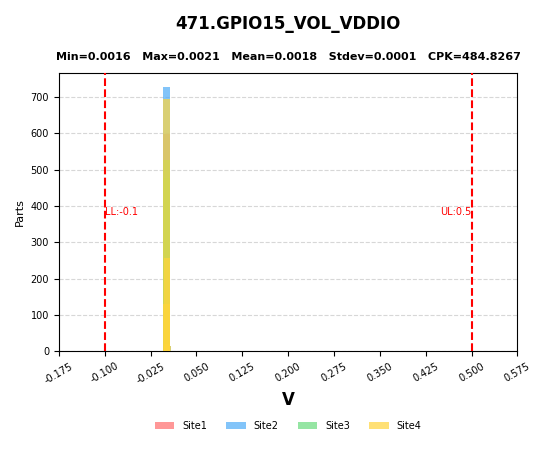 471.GPIO15_VOL_VDDIO
Min=0.0016 Max=0.0021 Mean=0.0018 Stdev=0.0001 CPK=484.8267
700
600
500
400
300
200
100
0
Parts
LL:-0.1
UL:0.5
-0.175 -0.100 -0.025 0.050 0.125 0.200 0.275 0.350 0.425 0.500 0.575
V
Site1 Site2 Site3 Site4